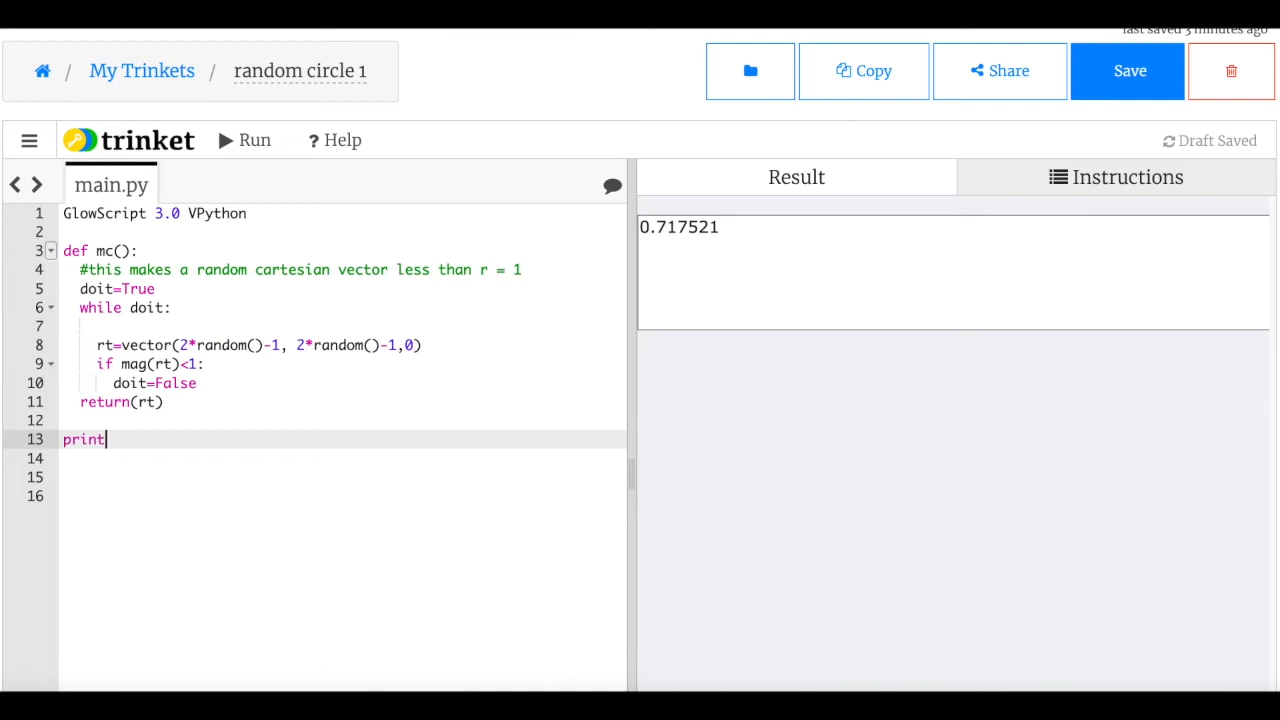 last saved 3 minutes ago
/ My Trinkets / random circle 1
Copy Share Save
trinket Run ? Help Draft Saved
main.py Result Instructions
1 GlowScript 3.0 VPython
2
3 def mc():
4 #this makes a random cartesian vector less than r = 1
5 doit=True
6 while doit:
7
8 rt=vector(2*random()-1, 2*random()-1,0)
9 if mag(rt)<1:
10 doit=False
11 return(rt)
12
13 print
14
15
16
0.717521